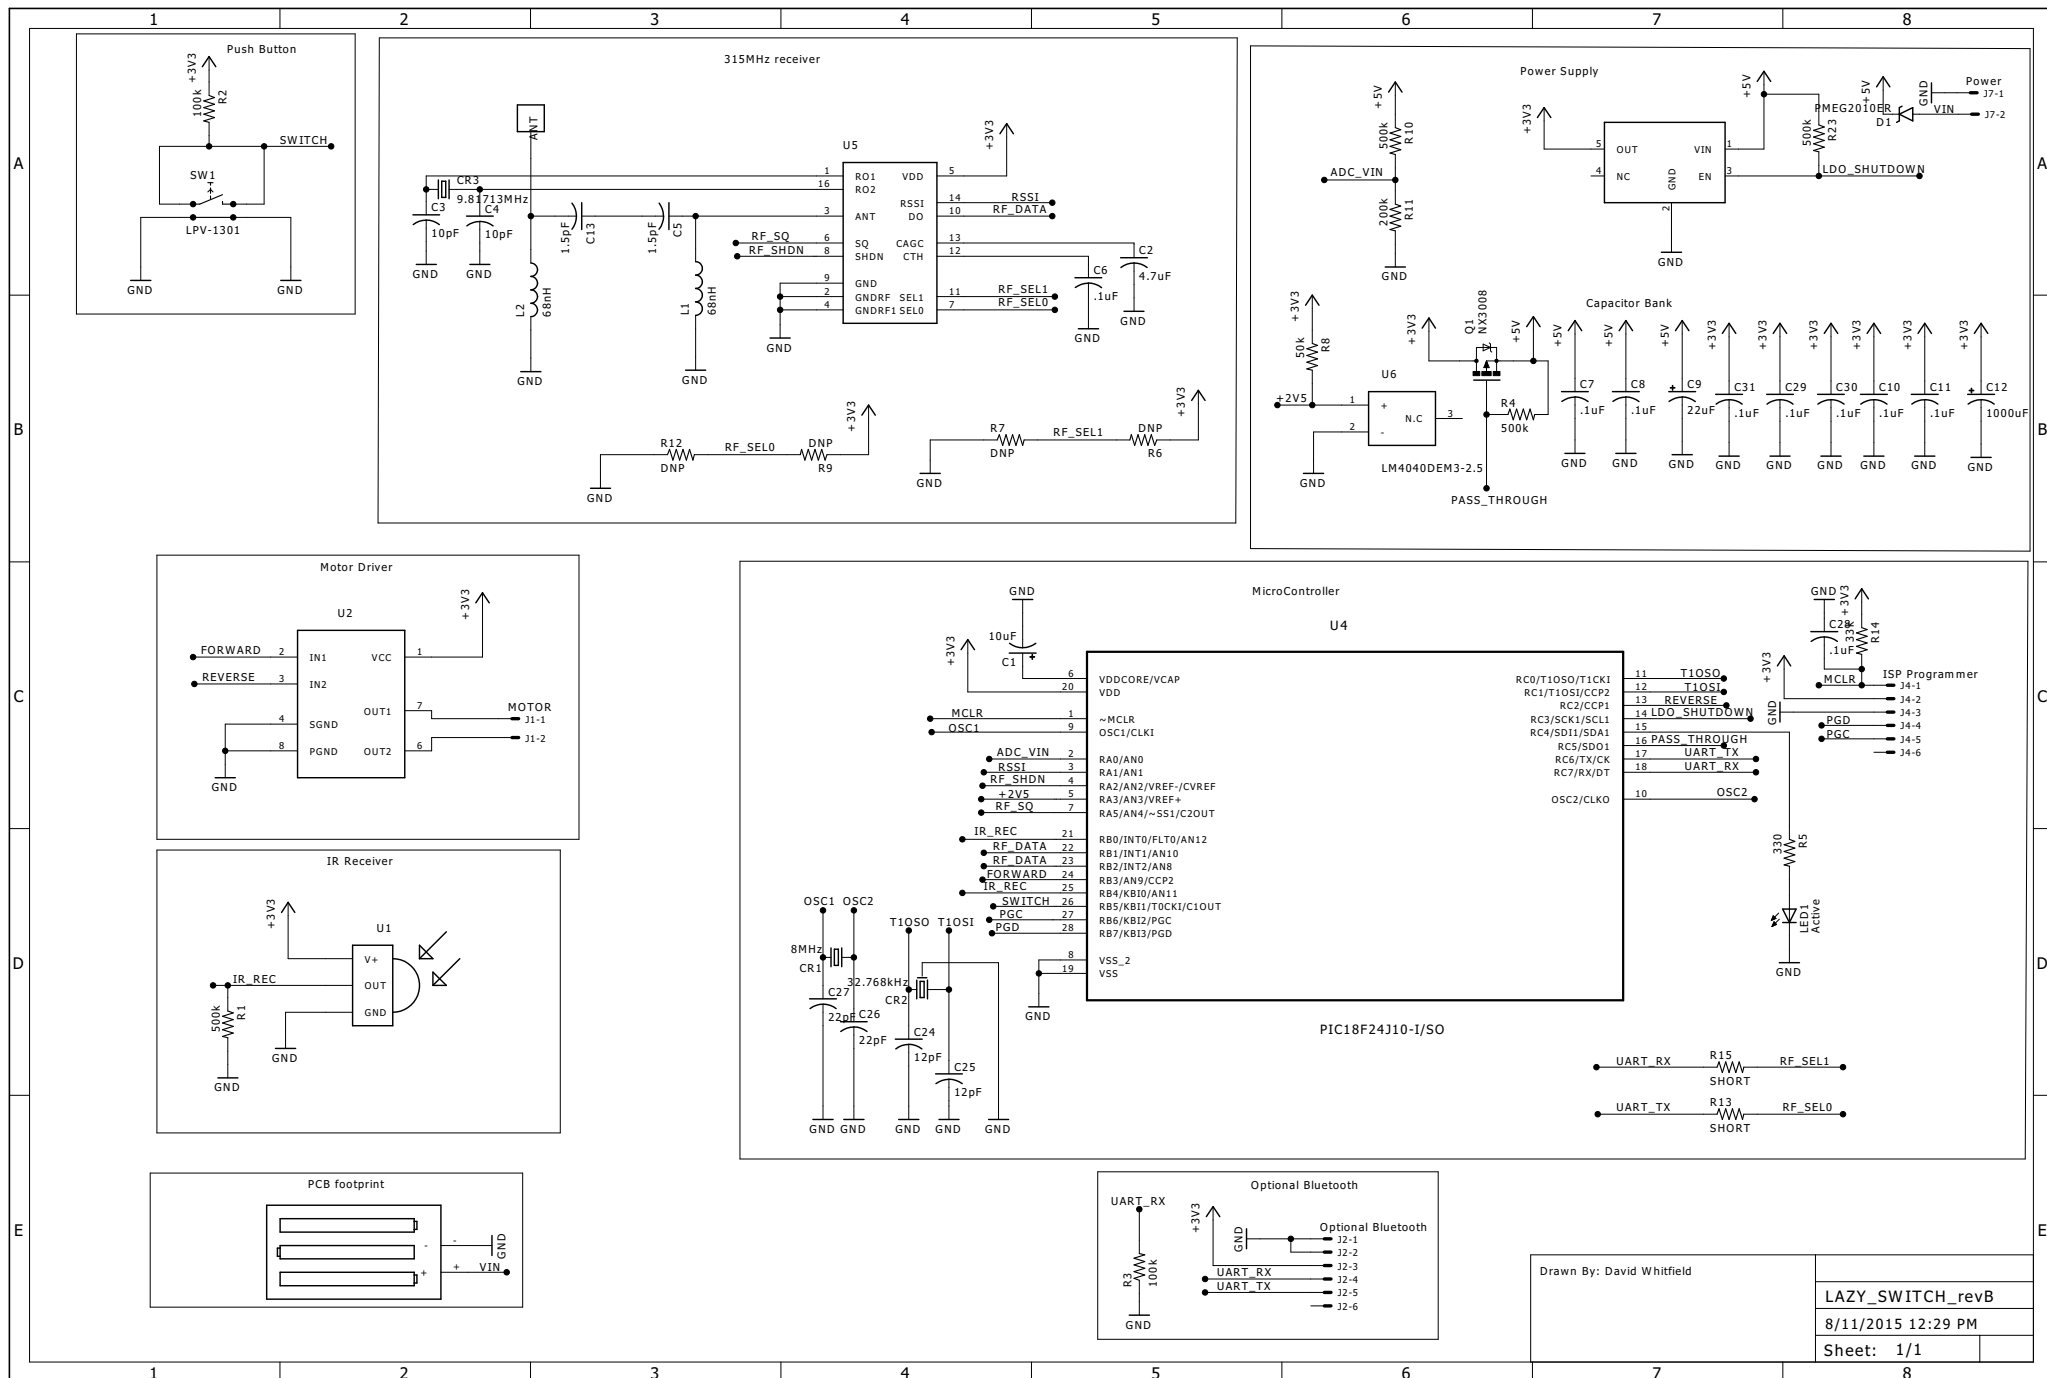 1 2 3 4 5 6 7 8
A
B
C
D
E
A
B
C
D
E
Push Button
+3V3
100k
R2
SWITCH
SW1
LPV-1301
GND
GND
315MHz receiver
ANT
U5
+3V3
CR3
9.81713MHz
C3
10pF
C4
10pF
GND
GND
1.5pF
C13
1.5pF
C5
L2
68nH
L1
68nH
GND
GND
1 RO1 VDD 5
16 RO2
RSSI 14 RSSI
3 ANT DO 10 RF_DATA
RF_SQ 6 SQ CAGC 13
RF_SHDN 8 SHDN CTH 12
9 GND
2 GNDRF SEL1 11 RF_SEL1
4 GNDRF1 SEL0 7 RF_SEL0
GND
C6
.1uF
GND
C2
4.7uF
GND
GND
R12
DNP
RF_SEL0
DNP
R9
+3V3
GND
R7
DNP
RF_SEL1
DNP
R6
+3V3
Power Supply
+5V
500k
R10
ADC_VIN
200k
R11
GND
+3V3
5 OUT VIN 1
4 NC EN 3
GND
2
GND
+5V
500k
R23
LDO_SHUTDOWN
+5V
PMEG2010ER
D1
GND
VIN
Power
J7-1
J7-2
+3V3
50k
R8
+2V5
U6
1 +
2 -
N.C 3
LM4040DEM3-2.5
GND
+3V3
Q1
NX3008
+5V
R4
500k
PASS_THROUGH
Capacitor Bank
+5V +5V +5V +3V3 +3V3 +3V3 +3V3 +3V3 +3V3
C7 C8 C9 C31 C29 C30 C10 C11 C12
.1uF .1uF 22uF .1uF .1uF .1uF .1uF .1uF 1000uF
GND GND GND GND GND GND GND GND GND
Motor Driver
U2
+3V3
FORWARD 2 IN1 VCC 1
REVERSE 3 IN2
OUT1 7
4 SGND
8 PGND OUT2 6
GND
MOTOR
J1-1
J1-2
IR Receiver
+3V3
U1
V+
OUT
GND
IR_REC
500k
R1
GND
GND
PCB footprint
-
+
-
+
GND
VIN
MicroController
U4
GND
10uF
C1
+3V3
6 VDDCORE/VCAP
20 VDD
MCLR 1 ~MCLR
OSC1 9 OSC1/CLKI
ADC_VIN 2 RA0/AN0
RSSI 3 RA1/AN1
RF_SHDN 4 RA2/AN2/VREF-/CVREF
+2V5 5 RA3/AN3/VREF+
RF_SQ 7 RA5/AN4/~SS1/C2OUT
IR_REC 21 RB0/INT0/FLT0/AN12
RF_DATA 22 RB1/INT1/AN10
RF_DATA 23 RB2/INT2/AN8
FORWARD 24 RB3/AN9/CCP2
IR_REC 25 RB4/KBI0/AN11
SWITCH 26 RB5/KBI1/T0CKI/C1OUT
PGC 27 RB6/KBI2/PGC
PGD 28 RB7/KBI3/PGD
8 VSS_2
19 VSS
GND
RC0/T1OSO/T1CKI 11 T1OSO
RC1/T1OSI/CCP2 12 T1OSI
RC2/CCP1 13 REVERSE
RC3/SCK1/SCL1 14 LDO_SHUTDOWN
RC4/SDI1/SDA1 15
RC5/SDO1 16 PASS_THROUGH
RC6/TX/CK 17 UART_TX
RC7/RX/DT 18 UART_RX
OSC2/CLKO 10 OSC2
PIC18F24J10-I/SO
330
R5
LED1
Active
GND
GND
C28
.1uF
+3V3
33k
R14
+3V3
GND
ISP Programmer
MCLR J4-1
J4-2
J4-3
PGD J4-4
PGC J4-5
J4-6
OSC1 OSC2
8MHz
CR1
C27
22pF
C26
22pF
T1OSO T1OSI
32.768kHz
CR2
C24
12pF
C25
12pF
GND GND GND GND GND
UART_RX R15 RF_SEL1
SHORT
UART_TX R13 RF_SEL0
SHORT
Optional Bluetooth
UART_RX
R3
100k
GND
+3V3
GND
Optional Bluetooth
J2-1
J2-2
J2-3
UART_RX J2-4
UART_TX J2-5
J2-6
Drawn By: David Whitfield
LAZY_SWITCH_revB
8/11/2015 12:29 PM
Sheet: 1/1
1 2 3 4 5 6 7 8